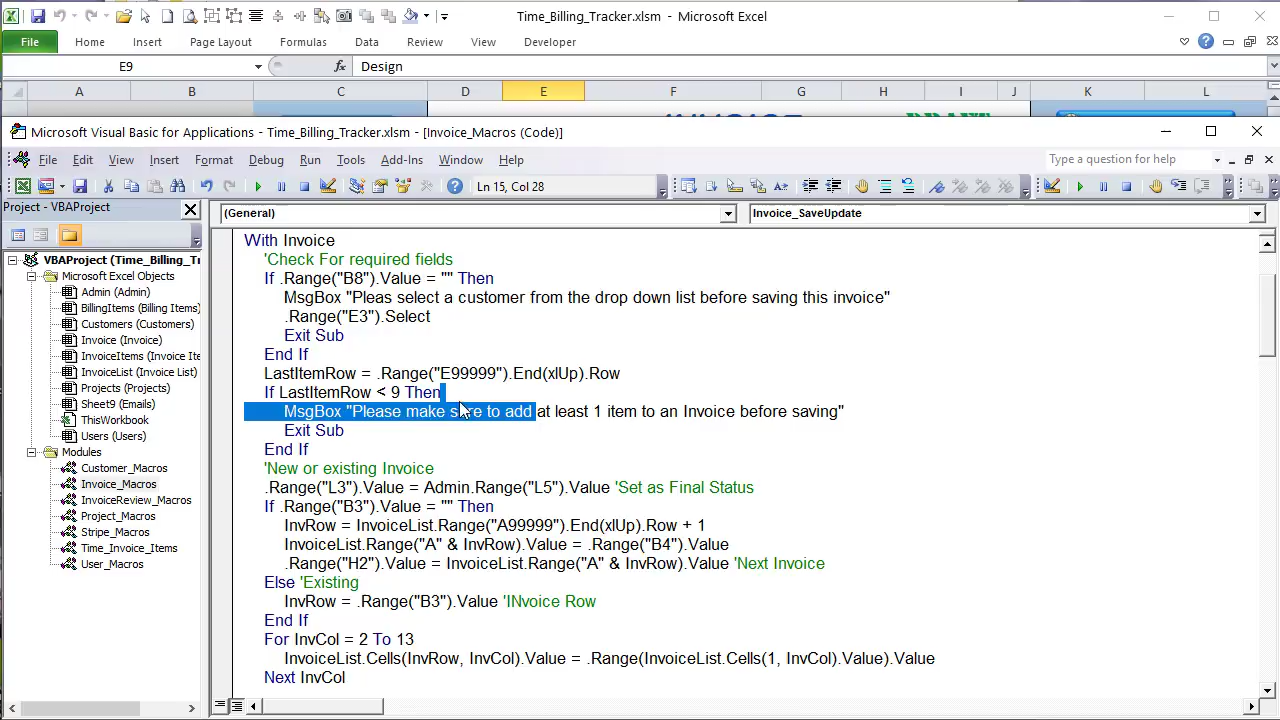 Time_Billing_Tracker.xlsm - Microsoft Excel
File Home Insert Page Layout Formulas Data Review View Developer
E9 fx Design
A B C D E F G H I J K L
Microsoft Visual Basic for Applications - Time_Billing_Tracker.xlsm - [Invoice_Macros (Code)]
File Edit View Insert Format Debug Run Tools Add-Ins Window Help Type a question for help
Ln 15, Col 28
Project - VBAProject
(General) Invoice_SaveUpdate
VBAProject (Time_Billing_Tr
Microsoft Excel Objects
Admin (Admin)
BillingItems (Billing Items)
Customers (Customers)
Invoice (Invoice)
InvoiceItems (Invoice Ite
InvoiceList (Invoice List)
Projects (Projects)
Sheet9 (Emails)
ThisWorkbook
Users (Users)
Modules
Customer_Macros
Invoice_Macros
InvoiceReview_Macros
Project_Macros
Stripe_Macros
Time_Invoice_Items
User_Macros
With Invoice
'Check For required fields
If .Range("B8").Value = "" Then
MsgBox "Pleas select a customer from the drop down list before saving this invoice"
.Range("E3").Select
Exit Sub
End If
LastItemRow = .Range("E99999").End(xlUp).Row
If LastItemRow < 9 Then
MsgBox "Please make sure to add at least 1 item to an Invoice before saving"
Exit Sub
End If
'New or existing Invoice
.Range("L3").Value = Admin.Range("L5").Value 'Set as Final Status
If .Range("B3").Value = "" Then
InvRow = InvoiceList.Range("A99999").End(xlUp).Row + 1
InvoiceList.Range("A" & InvRow).Value = .Range("B4").Value
.Range("H2").Value = InvoiceList.Range("A" & InvRow).Value 'Next Invoice
Else 'Existing
InvRow = .Range("B3").Value 'INvoice Row
End If
For InvCol = 2 To 13
InvoiceList.Cells(InvRow, InvCol).Value = .Range(InvoiceList.Cells(1, InvCol).Value).Value
Next InvCol